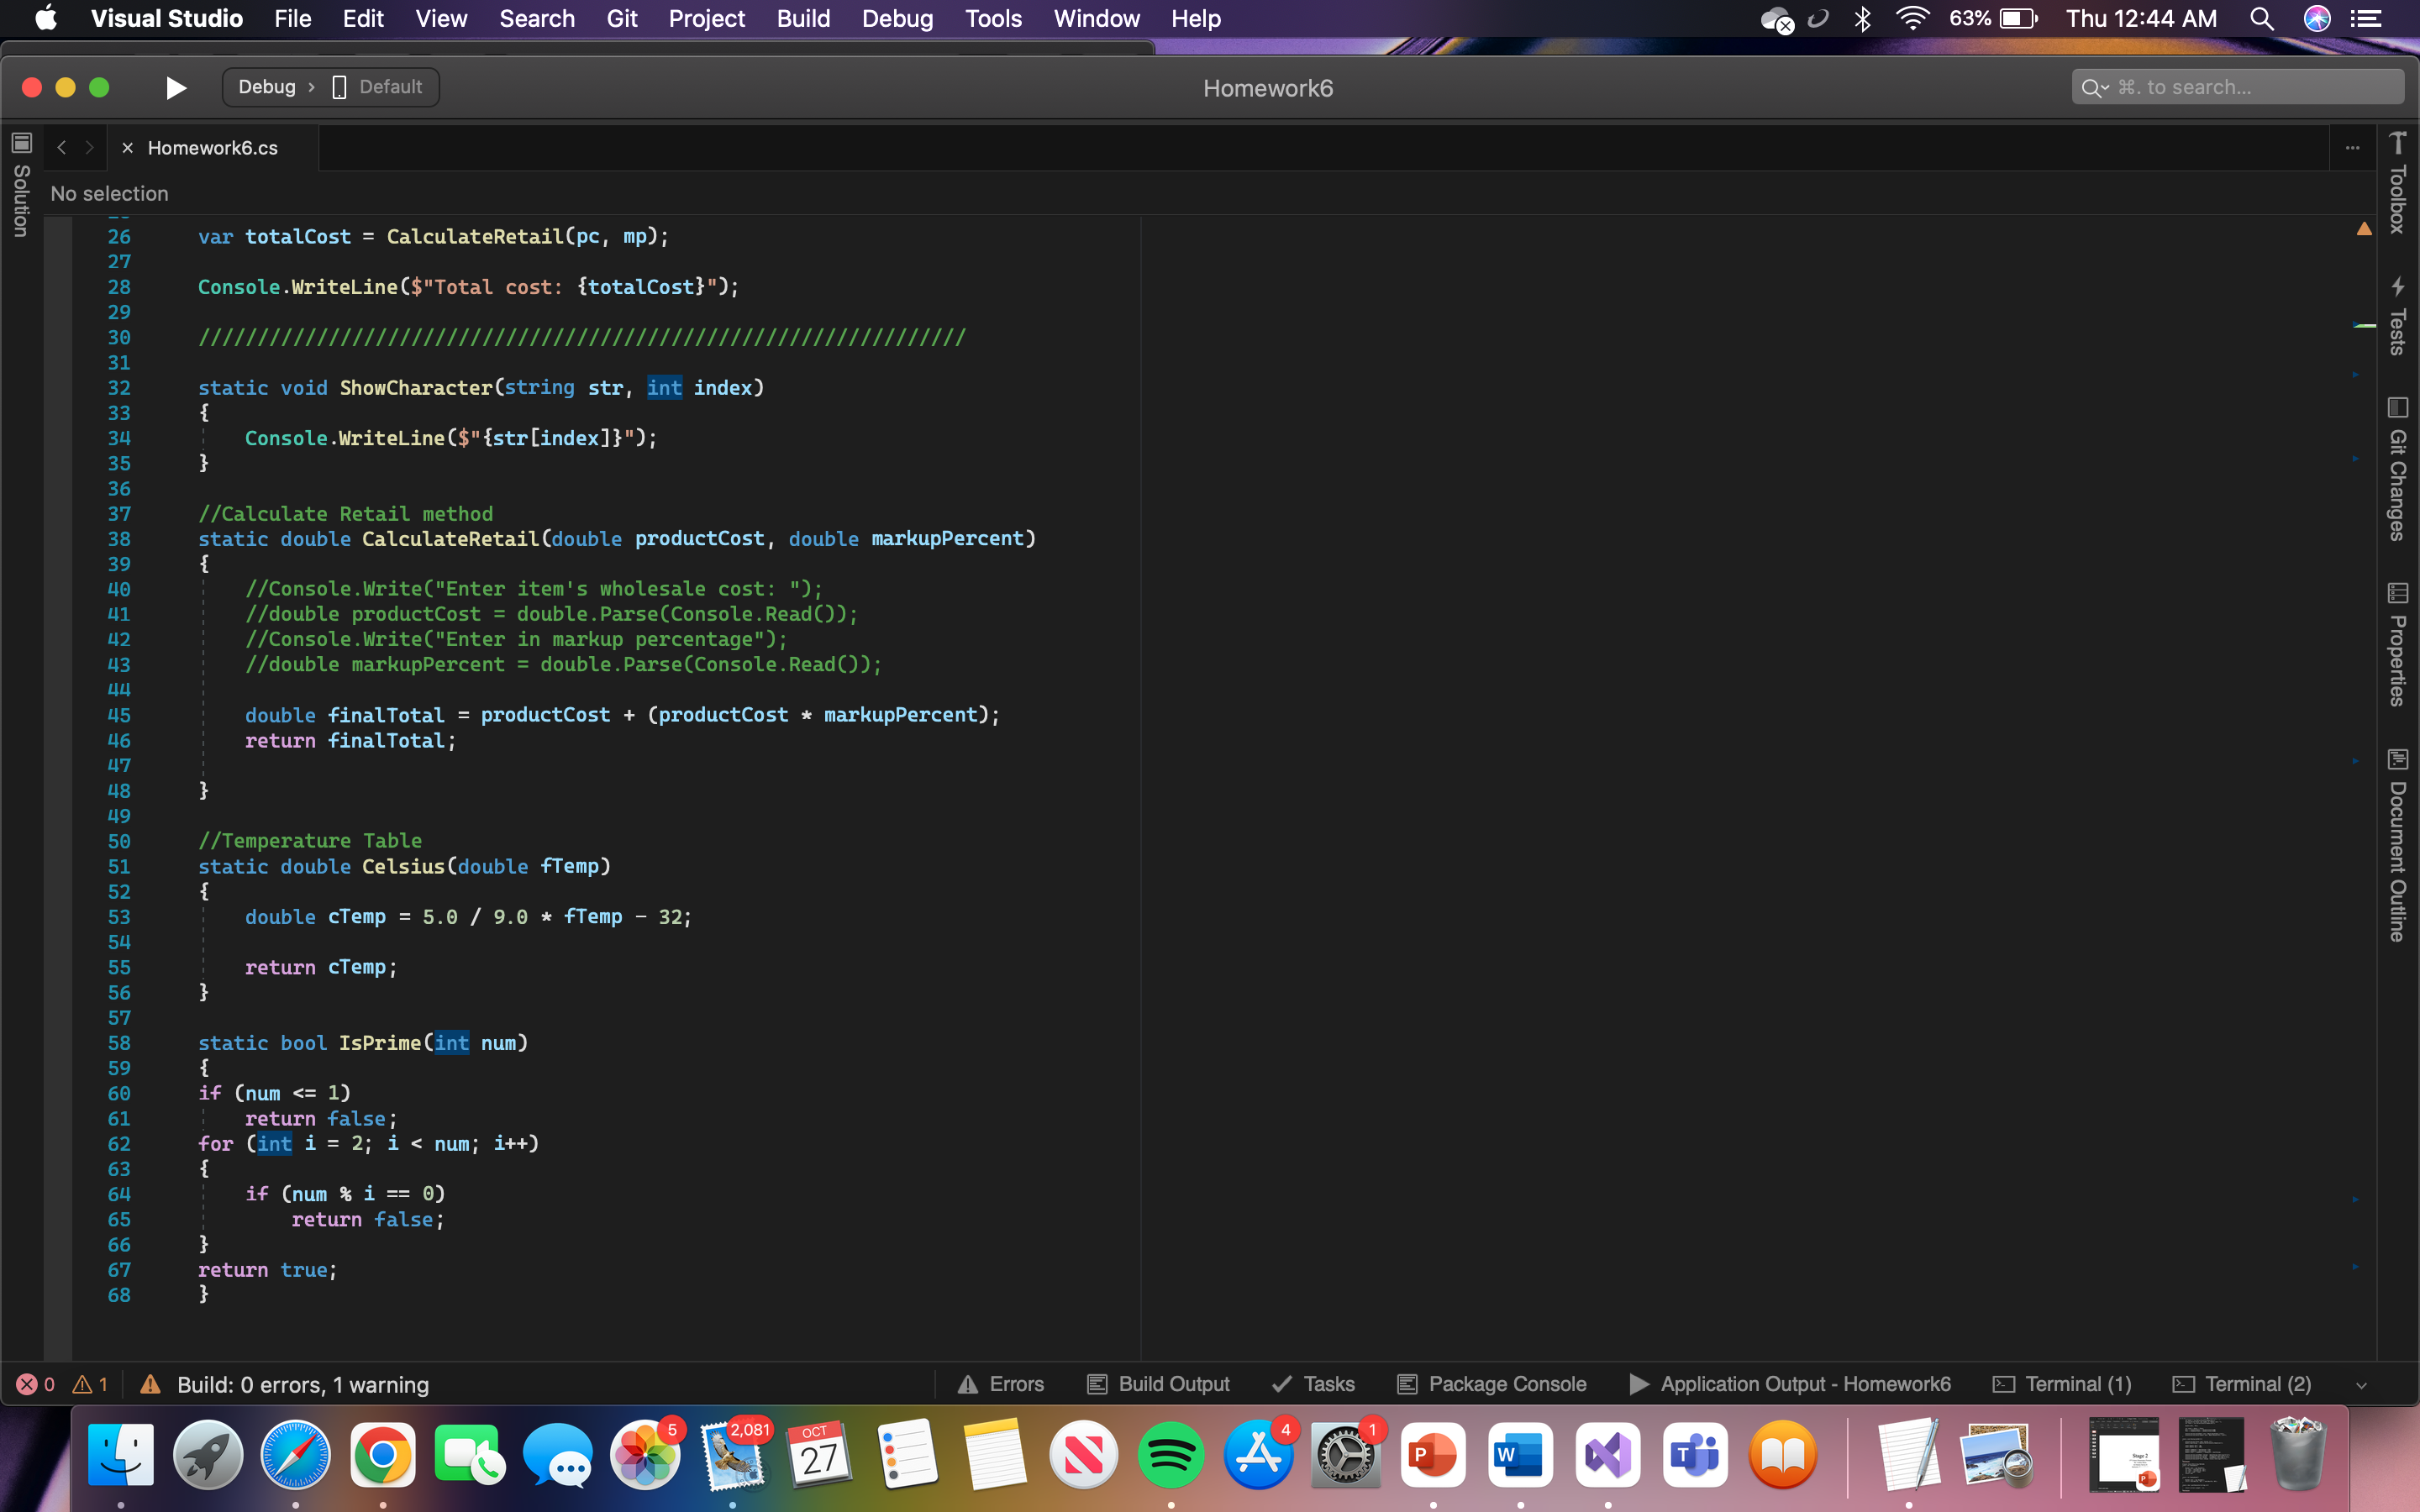 Visual Studio File Edit View Search Git Project Build Debug Tools Window Help 63% Thu 12:44 AM
Debug › Default
Homework6
⌘. to search...
Solution
× Homework6.cs
...
No selection
26 var totalCost = CalculateRetail(pc, mp);
27
28 Console.WriteLine($"Total cost: {totalCost}");
29
30 /////////////////////////////////////////////////////////////////
31
32 static void ShowCharacter(string str, int index)
33 {
34 Console.WriteLine($"{str[index]}");
35 }
36
37 //Calculate Retail method
38 static double CalculateRetail(double productCost, double markupPercent)
39 {
40 //Console.Write("Enter item's wholesale cost: ");
41 //double productCost = double.Parse(Console.Read());
42 //Console.Write("Enter in markup percentage");
43 //double markupPercent = double.Parse(Console.Read());
44
45 double finalTotal = productCost + (productCost * markupPercent);
46 return finalTotal;
47
48 }
49
50 //Temperature Table
51 static double Celsius(double fTemp)
52 {
53 double cTemp = 5.0 / 9.0 * fTemp - 32;
54
55 return cTemp;
56 }
57
58 static bool IsPrime(int num)
59 {
60 if (num <= 1)
61 return false;
62 for (int i = 2; i < num; i++)
63 {
64 if (num % i == 0)
65 return false;
66 }
67 return true;
68 }
Toolbox
Tests
Git Changes
Properties
Document Outline
0 1 Build: 0 errors, 1 warning Errors Build Output Tasks Package Console Application Output - Homework6 Terminal (1) Terminal (2)
5 2,081 OCT 27 4 1 P W T
Stage 2